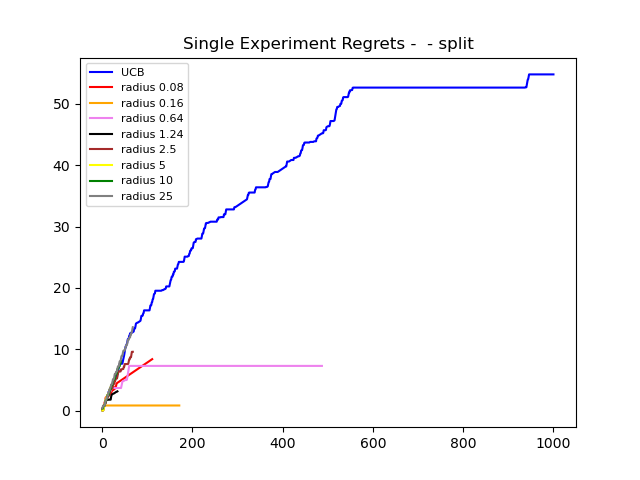 Single Experiment Regrets -  - split
UCB
radius 0.08
radius 0.16
radius 0.64
radius 1.24
radius 2.5
radius 5
radius 10
radius 25
50
40
30
20
10
0
0 200 400 600 800 1000